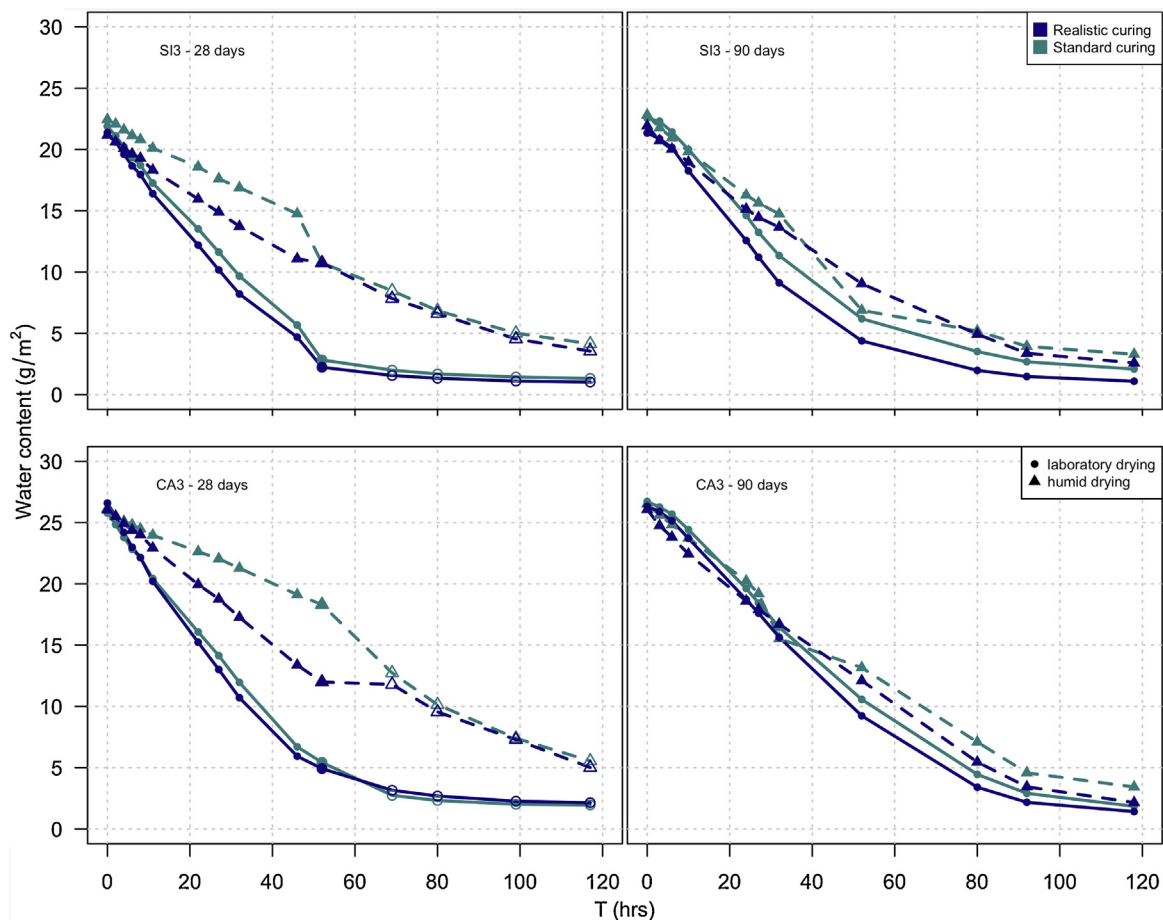 SI3 - 28 days
SI3 - 90 days
Realistic curing
Standard curing
30
25
20
15
10
5
0
Water content (g/m²)
CA3 - 28 days
CA3 - 90 days
laboratory drying
humid drying
30
25
20
15
10
5
0
0 20 40 60 80 100 120 0 20 40 60 80 100 120
T (hrs)